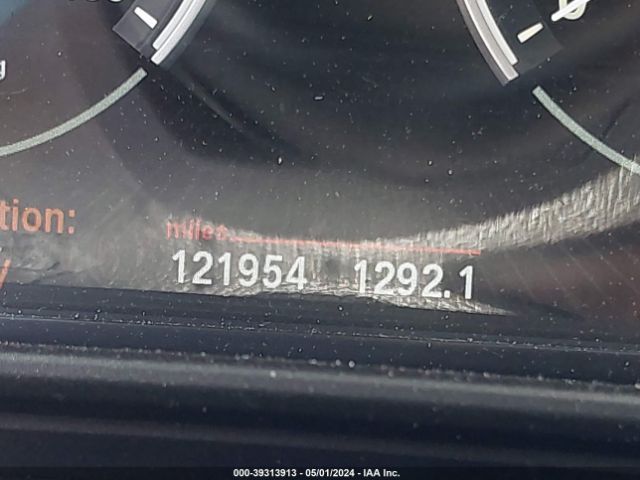 tion:
miles
121954 1292.1
000-39313913 - 05/01/2024 - IAA Inc.